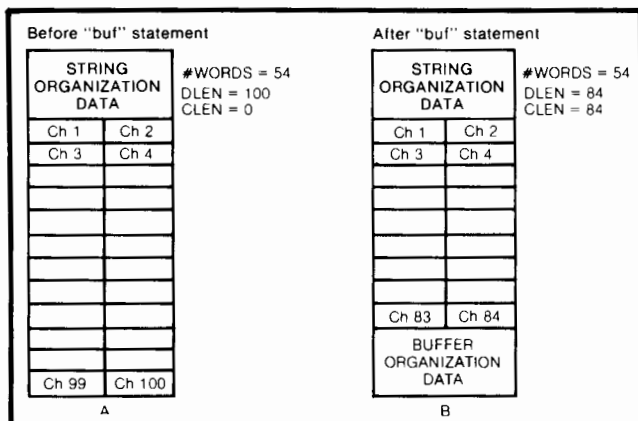 Before "buf" statement
STRING
ORGANIZATION
DATA
#WORDS = 54
DLEN = 100
CLEN = 0
Ch 1 Ch 2
Ch 3 Ch 4
Ch 99 Ch 100
A
After "buf" statement
STRING
ORGANIZATION
DATA
#WORDS = 54
DLEN = 84
CLEN = 84
Ch 1 Ch 2
Ch 3 Ch 4
Ch 83 Ch 84
BUFFER
ORGANIZATION
DATA
B